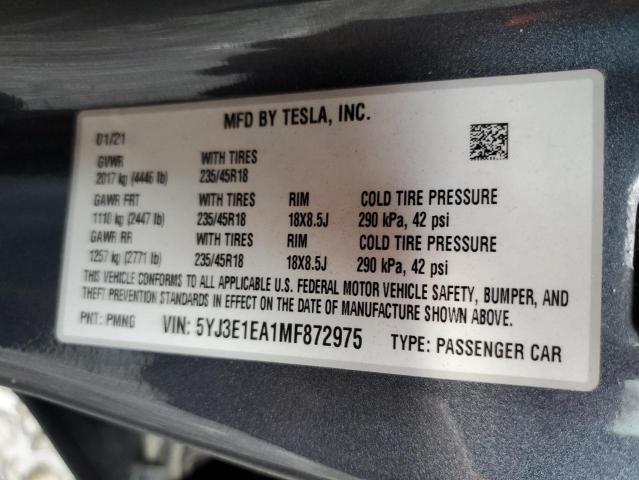 MFD BY TESLA, INC.
01/21
GVWR WITH TIRES
2017 kg (4446 lb) 235/45R18
GAWR FRT WITH TIRES RIM COLD TIRE PRESSURE
1110 kg (2447 lb) 235/45R18 18X8.5J 290 kPa, 42 psi
GAWR RR WITH TIRES RIM COLD TIRE PRESSURE
1257 kg (2771 lb) 235/45R18 18X8.5J 290 kPa, 42 psi
THIS VEHICLE CONFORMS TO ALL APPLICABLE U.S. FEDERAL MOTOR VEHICLE SAFETY, BUMPER, AND
THEFT PREVENTION STANDARDS IN EFFECT ON THE DATE OF MANUFACTURE SHOWN ABOVE.
PNT: PMNG VIN: 5YJ3E1EA1MF872975 TYPE: PASSENGER CAR